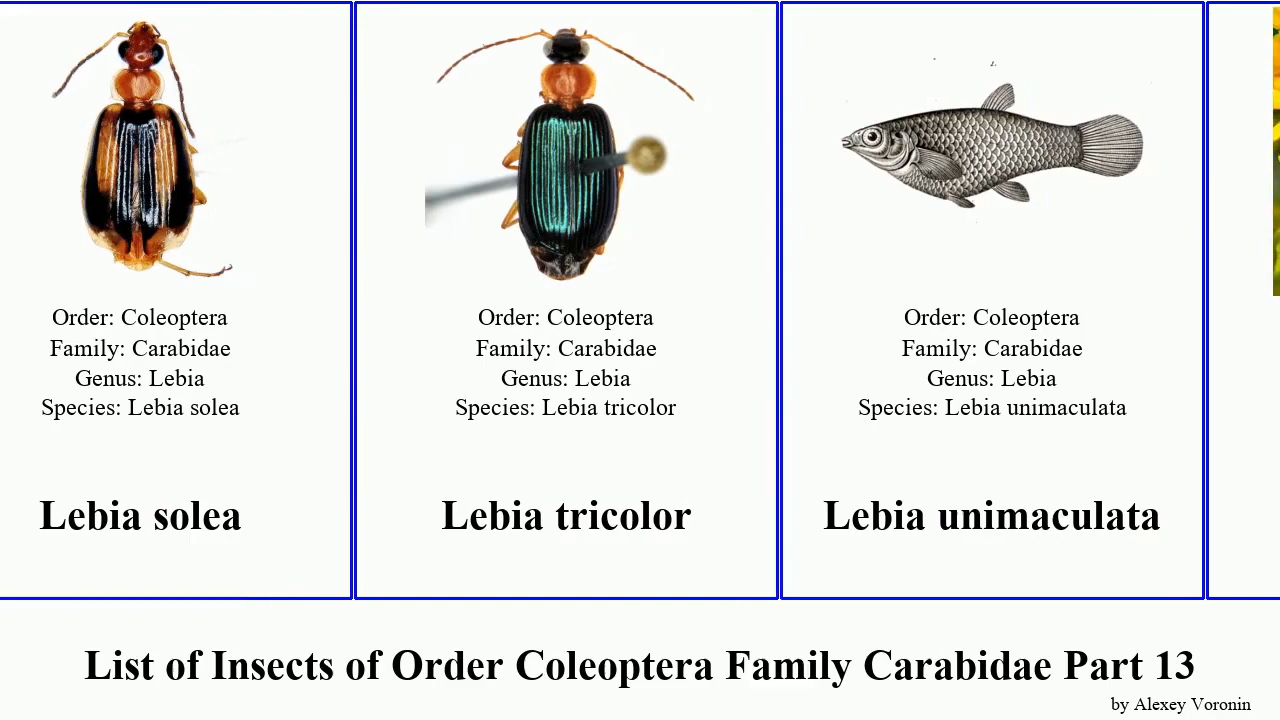 Order: Coleoptera
Family: Carabidae
Genus: Lebia
Species: Lebia solea
Lebia solea
Order: Coleoptera
Family: Carabidae
Genus: Lebia
Species: Lebia tricolor
Lebia tricolor
Order: Coleoptera
Family: Carabidae
Genus: Lebia
Species: Lebia unimaculata
Lebia unimaculata
List of Insects of Order Coleoptera Family Carabidae Part 13
by Alexey Voronin